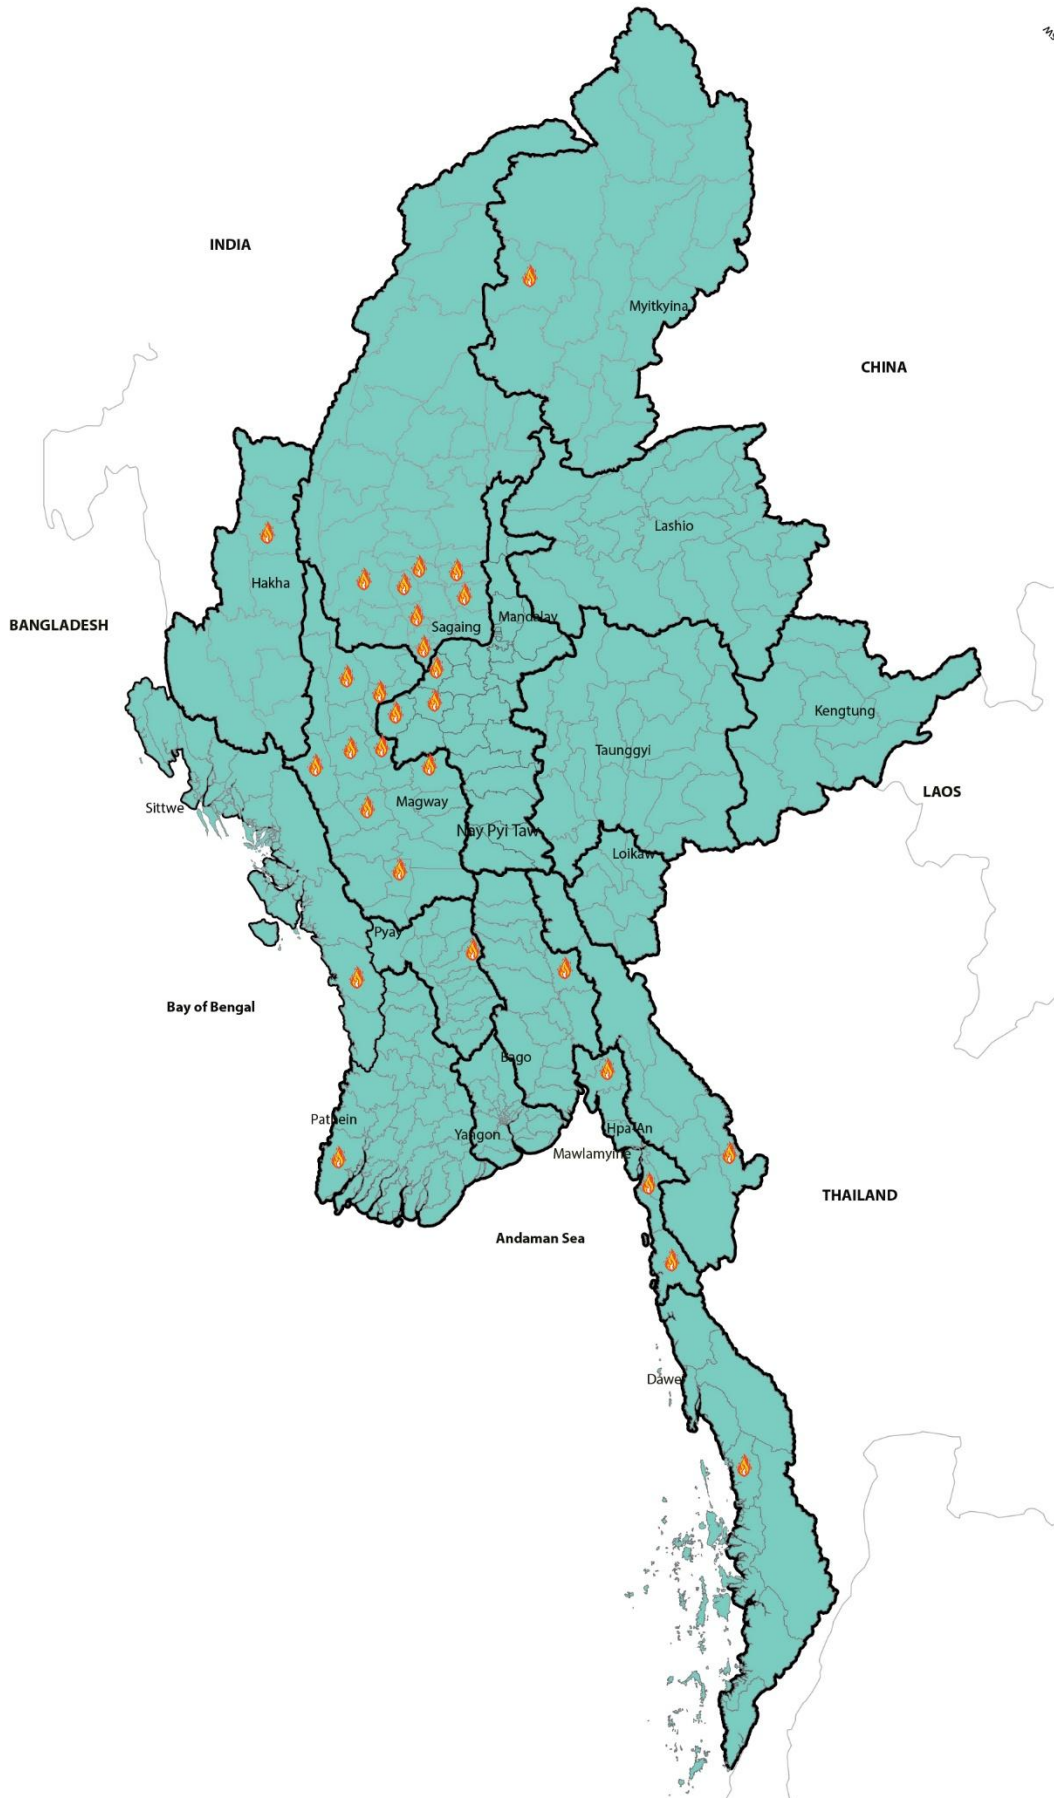 INDIA
Myitkyina
CHINA
Lashio
Hakha
BANGLADESH
Sagaing
Mandalay
Kengtung
Taunggyi
LAOS
Sittwe
Magway
Nay Pyi Taw
Loikaw
Pyay
Bay of Bengal
Bago
Pathein
Yangon
Hpa-An
Mawlamyine
THAILAND
Andaman Sea
Dawei